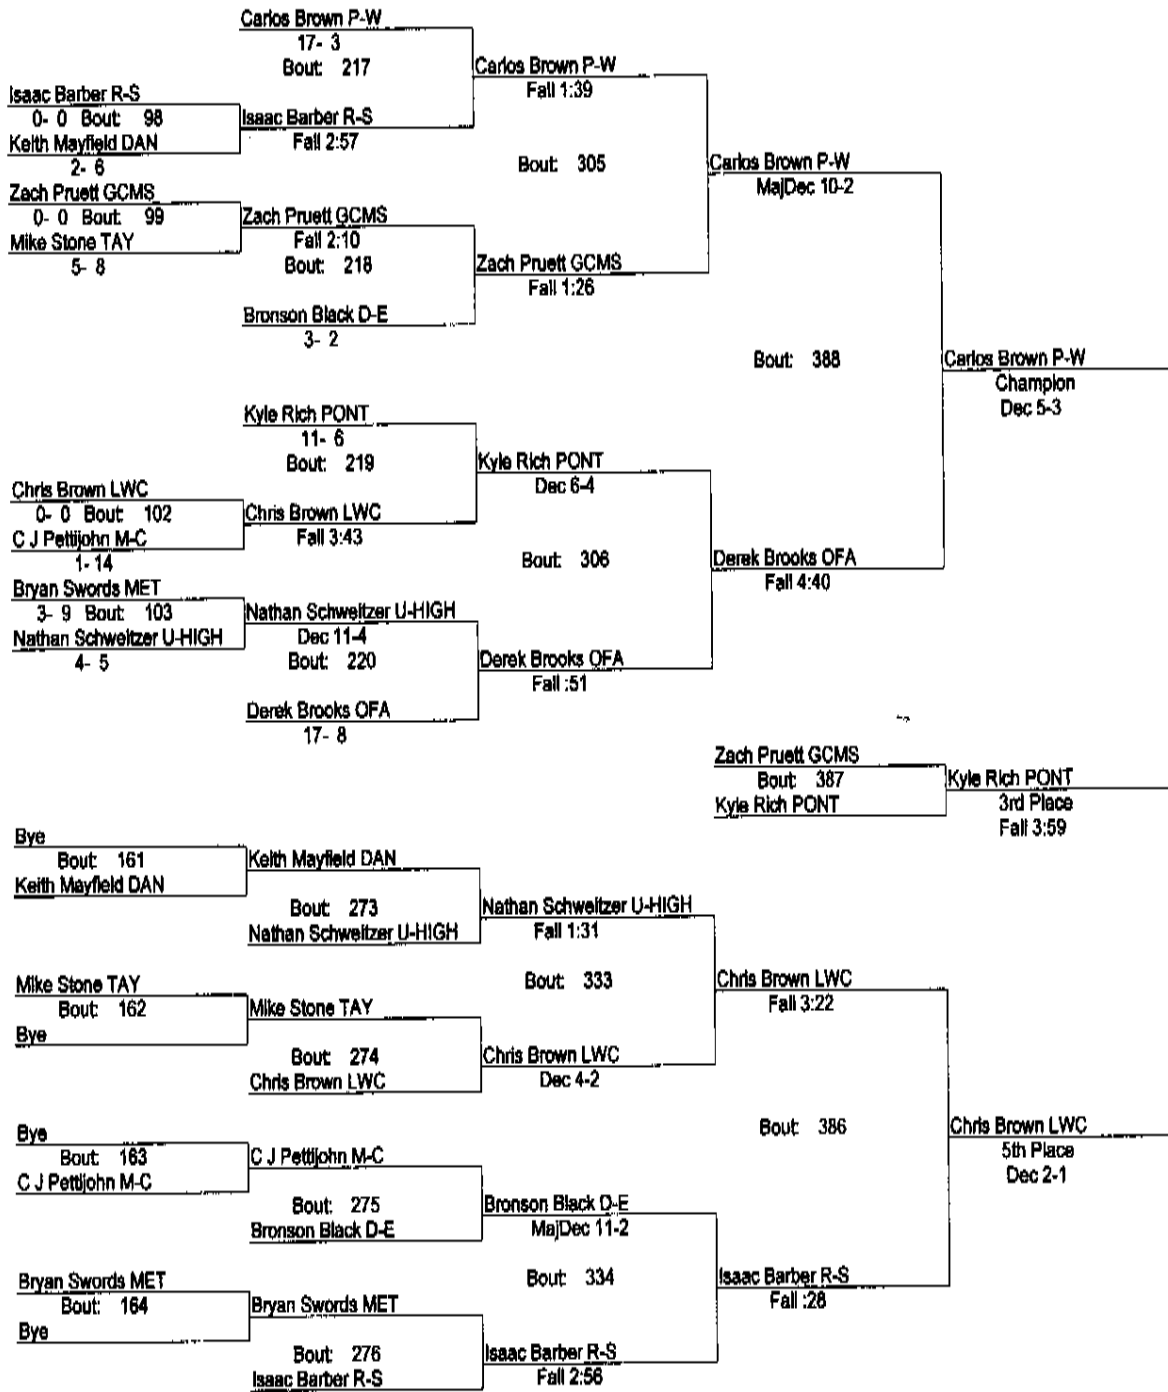 Carlos Brown P-W
17- 3
Bout: 217
Carlos Brown P-W
Fall 1:39
Isaac Barber R-S
0- 0 Bout: 98
Isaac Barber R-S
Fall 2:57
Keith Mayfield DAN
2- 6
Bout: 305
Carlos Brown P-W
MajDec 10-2
Zach Pruett GCMS
0- 0 Bout: 99
Zach Pruett GCMS
Fall 2:10
Mike Stone TAY
5- 8
Bout: 218
Zach Pruett GCMS
Fall 1:26
Bronson Black D-E
3- 2
Bout: 388
Carlos Brown P-W
Champion
Dec 5-3
Kyle Rich PONT
11- 6
Bout: 219
Kyle Rich PONT
Dec 6-4
Chris Brown LWC
0- 0 Bout: 102
Chris Brown LWC
Fall 3:43
C J Pettijohn M-C
1- 14
Bout: 306
Derek Brooks OFA
Fall 4:40
Bryan Swords MET
3- 9 Bout: 103
Nathan Schweitzer U-HIGH
Dec 11-4
Nathan Schweitzer U-HIGH
4- 5
Bout: 220
Derek Brooks OFA
Fall :51
Derek Brooks OFA
17- 8
Zach Pruett GCMS
Bout: 387
Kyle Rich PONT
Kyle Rich PONT
3rd Place
Fall 3:59
Bye
Bout: 161
Keith Mayfield DAN
Keith Mayfield DAN
Bout: 273
Nathan Schweitzer U-HIGH
Nathan Schweitzer U-HIGH
Fall 1:31
Bout: 333
Chris Brown LWC
Fall 3:22
Mike Stone TAY
Bout: 162
Bye
Mike Stone TAY
Bout: 274
Chris Brown LWC
Chris Brown LWC
Dec 4-2
Bout: 386
Chris Brown LWC
5th Place
Dec 2-1
Bye
Bout: 163
C J Pettijohn M-C
C J Pettijohn M-C
Bout: 275
Bronson Black D-E
Bronson Black D-E
MajDec 11-2
Bout: 334
Isaac Barber R-S
Fall :28
Bryan Swords MET
Bout: 164
Bye
Bryan Swords MET
Bout: 276
Isaac Barber R-S
Isaac Barber R-S
Fall 2:56